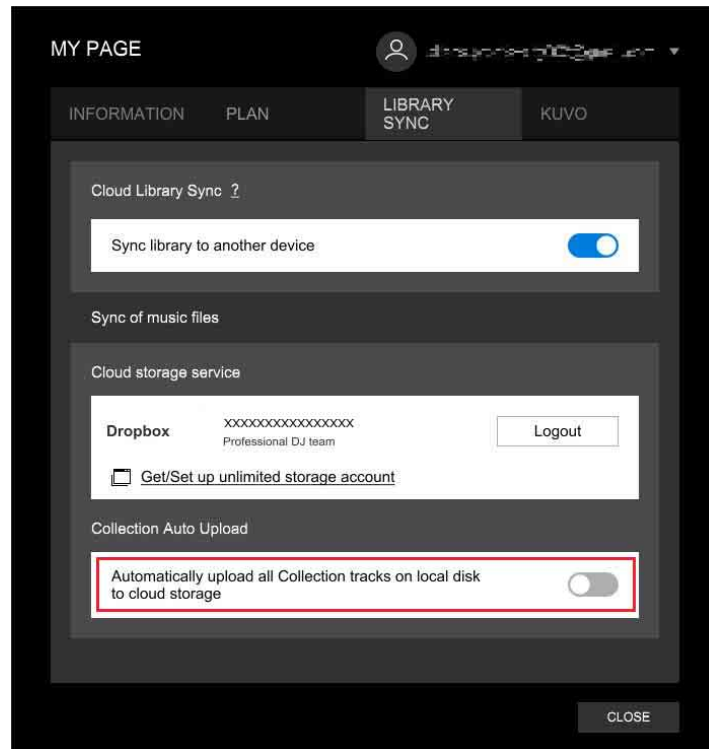 MY PAGE
INFORMATION
PLAN
LIBRARY
SYNC
KUVO
Cloud Library Sync ?
Sync library to another device
Sync of music files
Cloud storage service
Dropbox
XXXXXXXXXXXXXXXX
Professional DJ team
Logout
Get/Set up unlimited storage account
Collection Auto Upload
Automatically upload all Collection tracks on local disk
to cloud storage
CLOSE